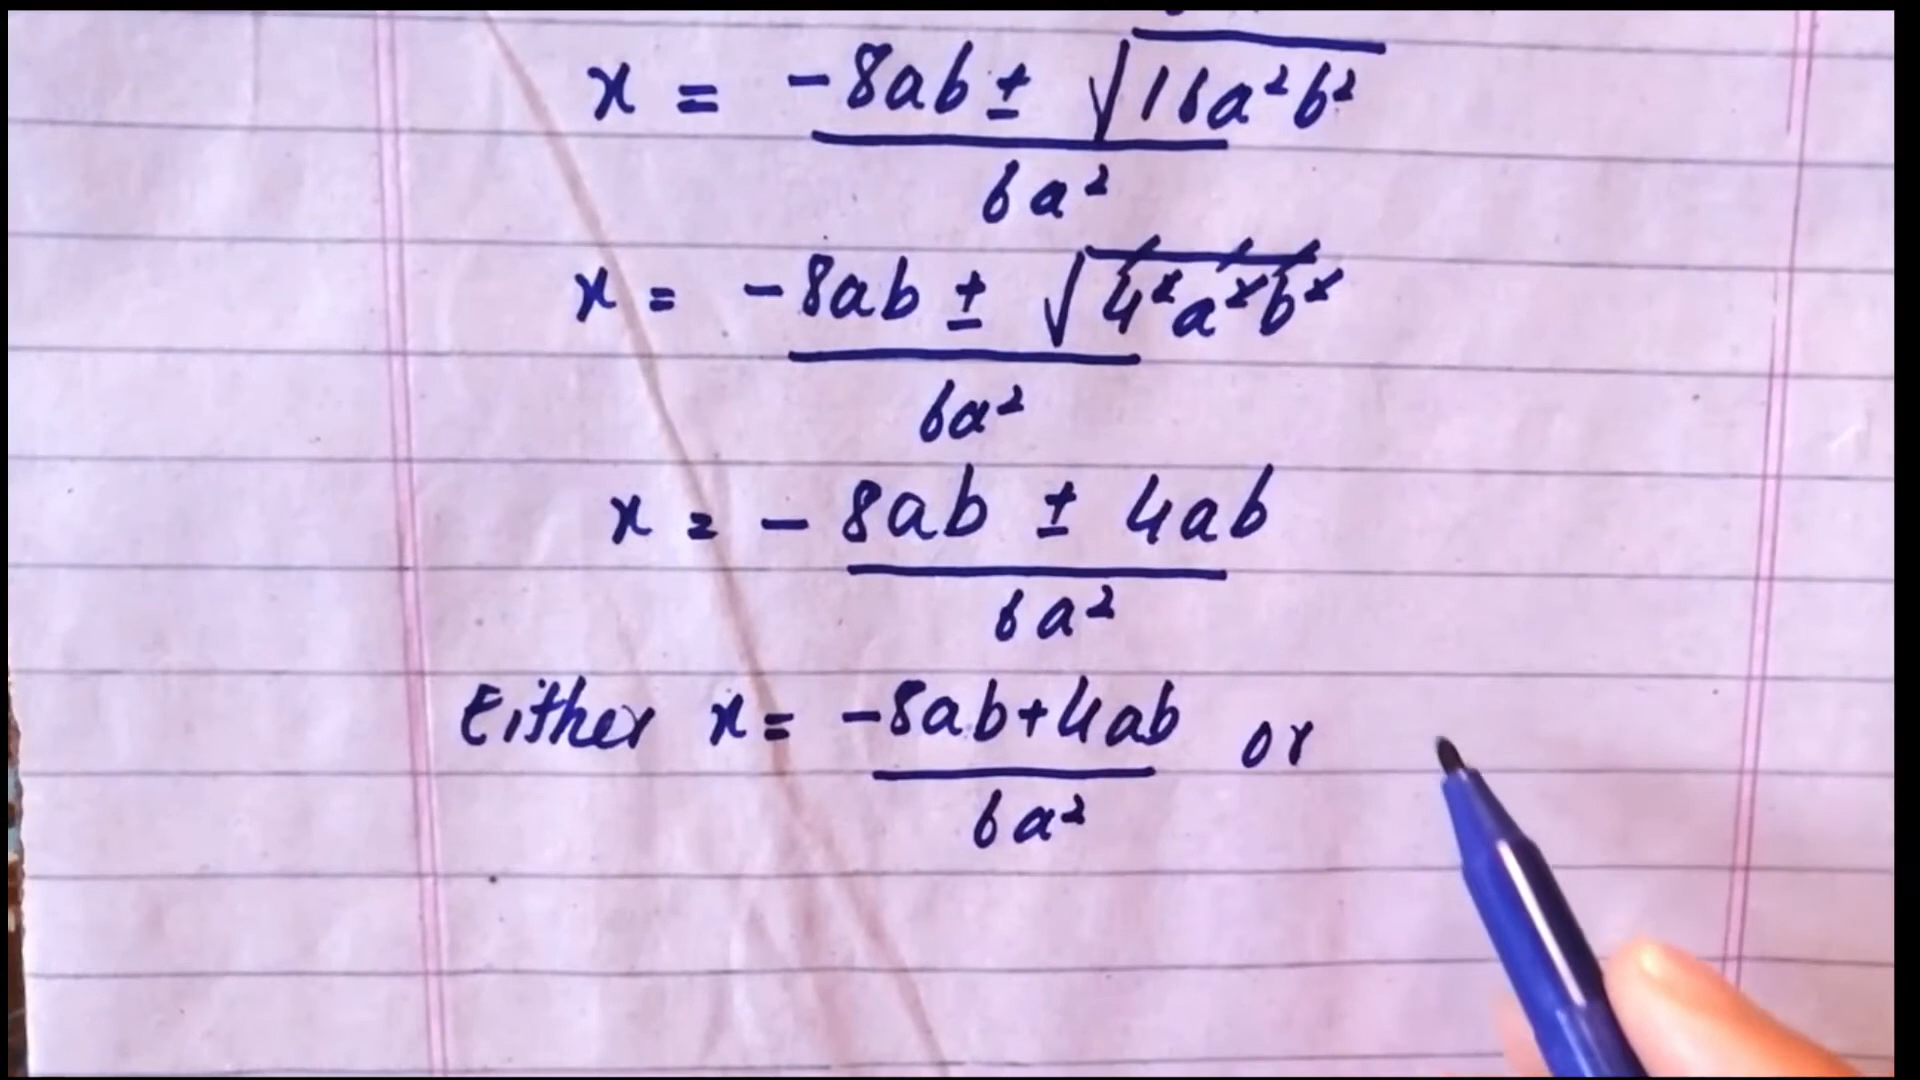 x = -8ab ± √16a²b²
6a²
x = -8ab ± √4²a²b²
6a²
x = -8ab ± 4ab
6a²
Either x = -8ab+4ab or
6a²